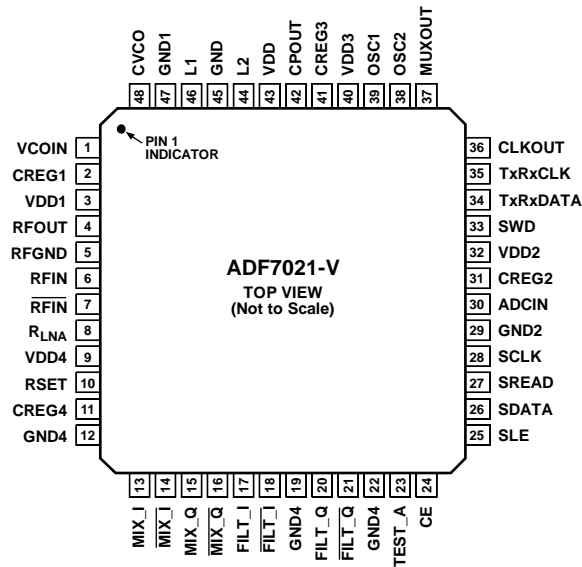 CVCO
GND1
L1
GND
L2
VDD
CPOUT
CREG3
VDD3
OSC1
OSC2
MUXOUT
48
47
46
45
44
43
42
41
40
39
38
37
PIN 1
INDICATOR
VCOIN 1
CREG1 2
VDD1 3
RFOUT 4
RFGND 5
RFIN 6
R̅F̅I̅N̅ 7
RLNA 8
VDD4 9
RSET 10
CREG4 11
GND4 12
ADF7021-V
TOP VIEW
(Not to Scale)
36 CLKOUT
35 TxRxCLK
34 TxRxDATA
33 SWD
32 VDD2
31 CREG2
30 ADCIN
29 GND2
28 SCLK
27 SREAD
26 SDATA
25 SLE
13
14
15
16
17
18
19
20
21
22
23
24
MIX_I
M̅I̅X̅_̅I̅
MIX_Q
M̅I̅X̅_̅Q̅
FILT_I
F̅I̅L̅T̅_̅I̅
GND4
FILT_Q
F̅I̅L̅T̅_̅Q̅
GND4
TEST_A
CE